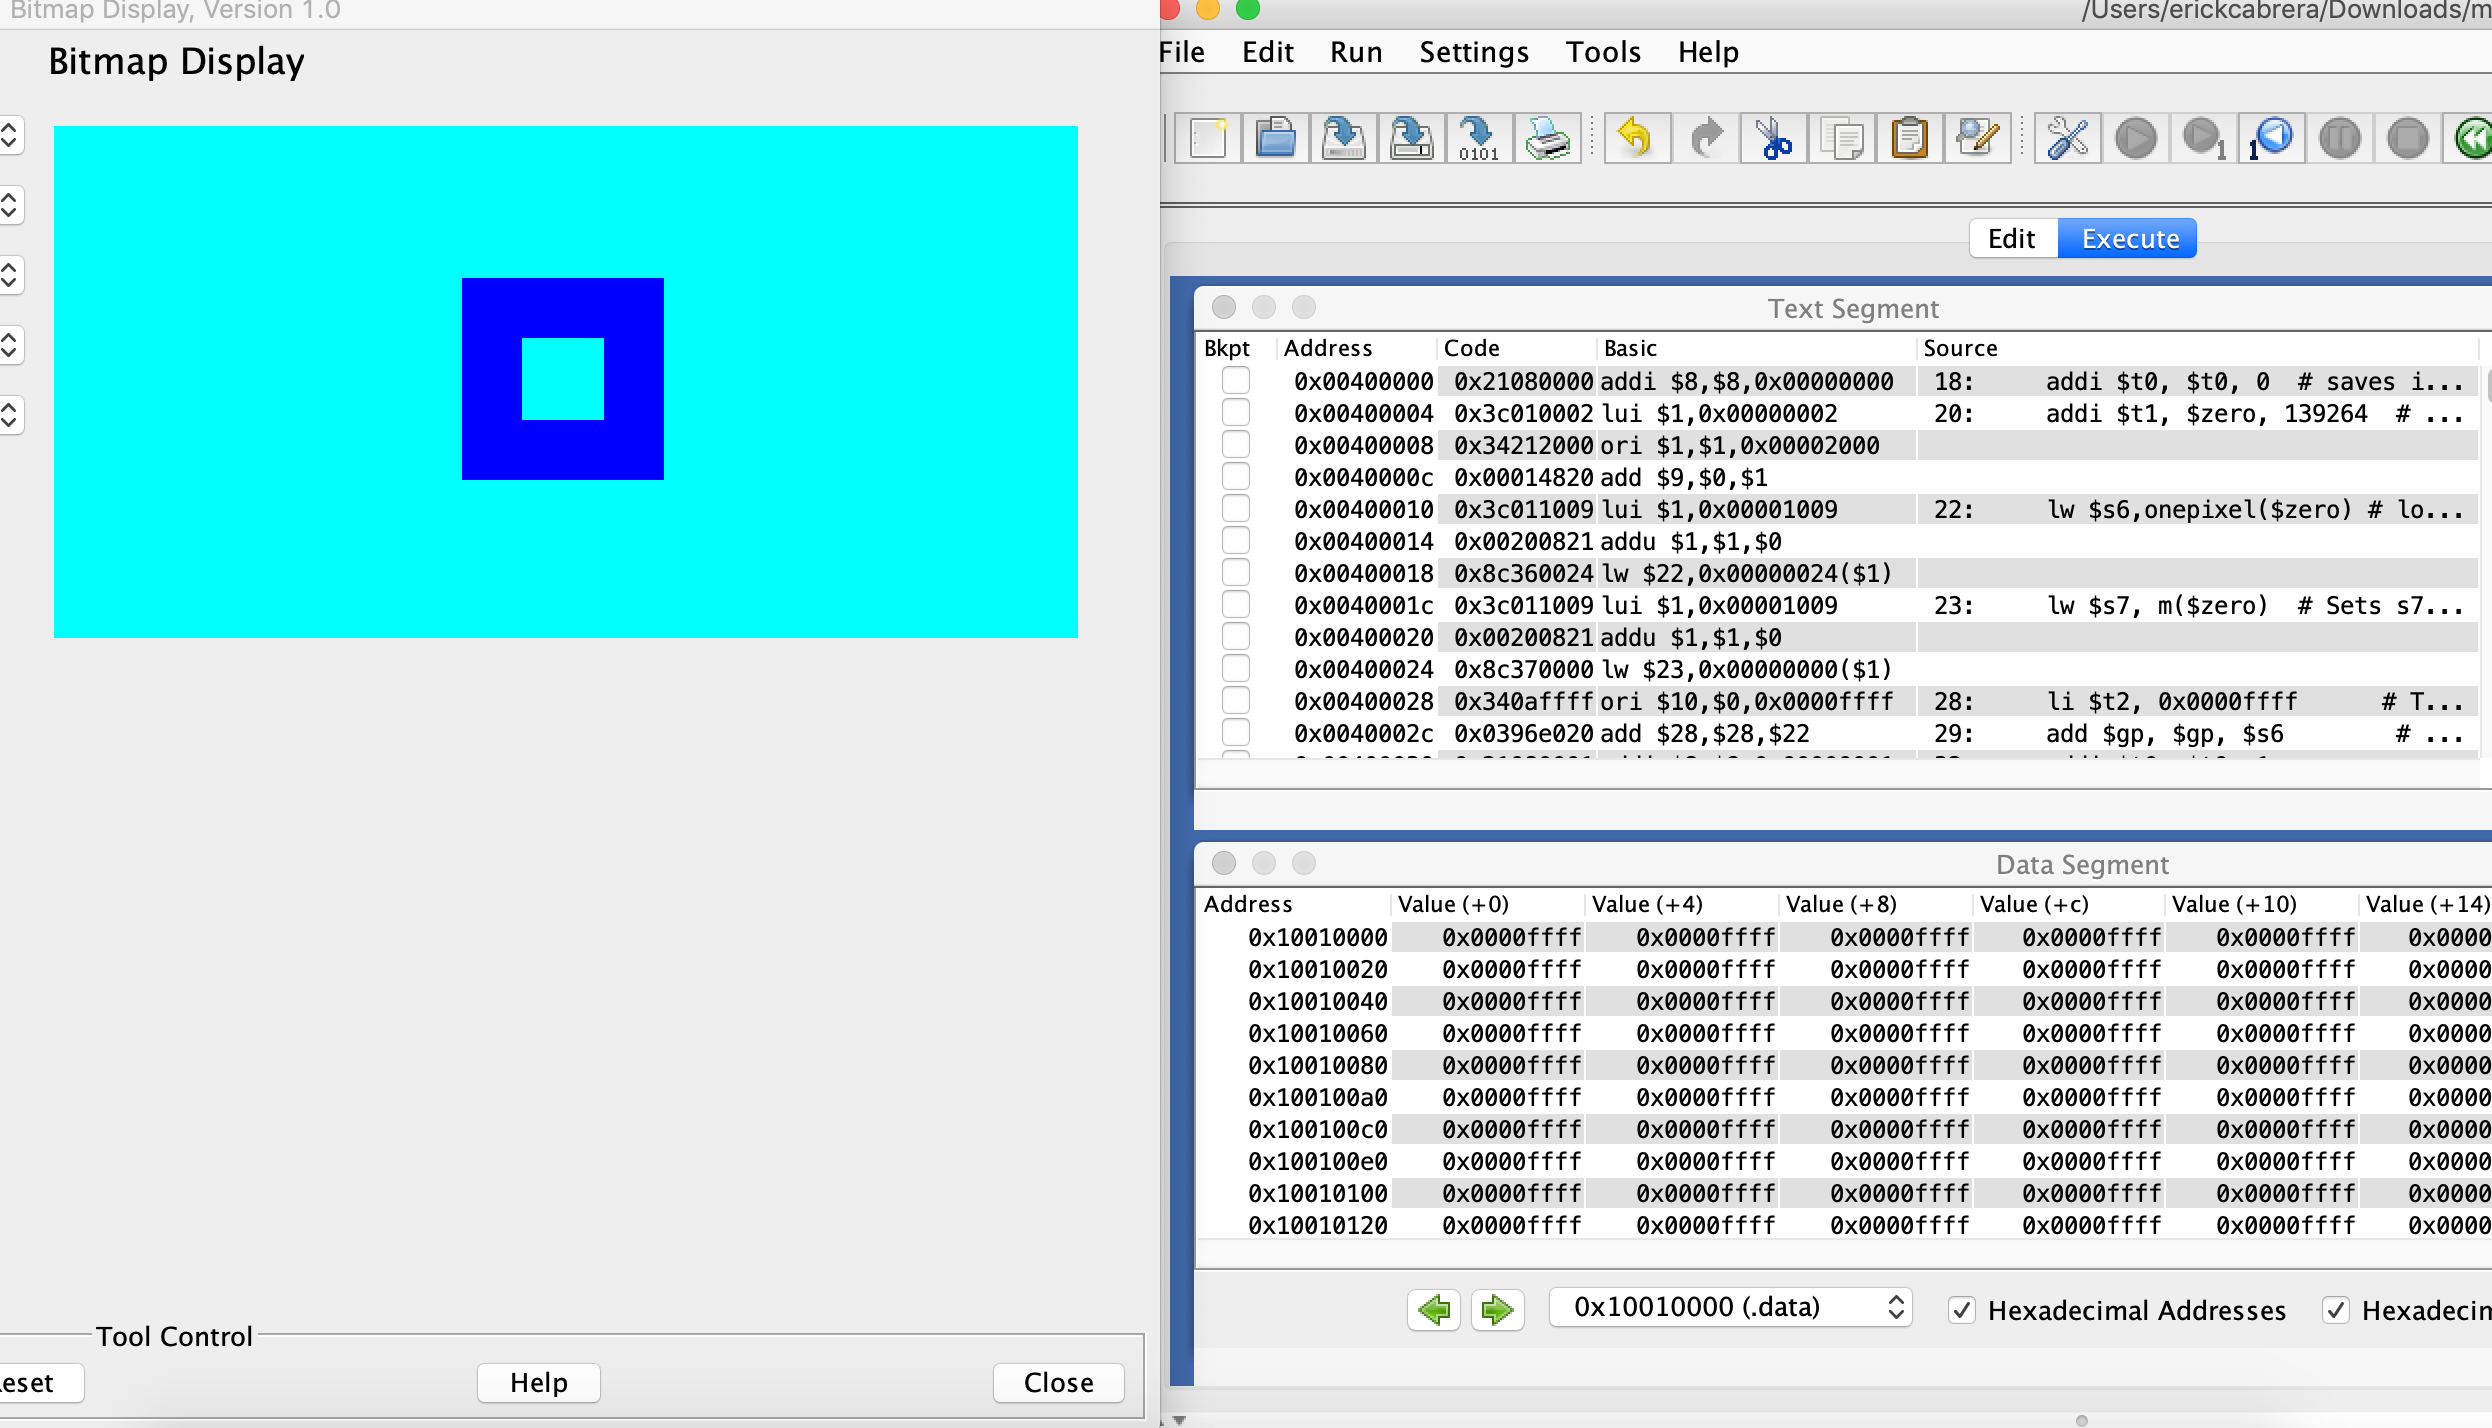 Bitmap Display, Version 1.0
Bitmap Display
Tool Control
eset
Help
Close
/Users/erickcabrera/Downloads/m
File Edit Run Settings Tools Help
0101
1
1
Edit Execute
Text Segment
Bkpt Address Code Basic Source
0x00400000 0x21080000 addi $8,$8,0x00000000 18: addi $t0, $t0, 0 # saves i...
0x00400004 0x3c010002 lui $1,0x00000002 20: addi $t1, $zero, 139264 # ...
0x00400008 0x34212000 ori $1,$1,0x00002000
0x0040000c 0x00014820 add $9,$0,$1
0x00400010 0x3c011009 lui $1,0x00001009 22: lw $s6,onepixel($zero) # lo...
0x00400014 0x00200821 addu $1,$1,$0
0x00400018 0x8c360024 lw $22,0x00000024($1)
0x0040001c 0x3c011009 lui $1,0x00001009 23: lw $s7, m($zero) # Sets s7...
0x00400020 0x00200821 addu $1,$1,$0
0x00400024 0x8c370000 lw $23,0x00000000($1)
0x00400028 0x340affff ori $10,$0,0x0000ffff 28: li $t2, 0x0000ffff # T...
0x0040002c 0x0396e020 add $28,$28,$22 29: add $gp, $gp, $s6 # ...
Data Segment
Address Value (+0) Value (+4) Value (+8) Value (+c) Value (+10) Value (+14)
0x10010000 0x0000ffff 0x0000ffff 0x0000ffff 0x0000ffff 0x0000ffff 0x0000
0x10010020 0x0000ffff 0x0000ffff 0x0000ffff 0x0000ffff 0x0000ffff 0x0000
0x10010040 0x0000ffff 0x0000ffff 0x0000ffff 0x0000ffff 0x0000ffff 0x0000
0x10010060 0x0000ffff 0x0000ffff 0x0000ffff 0x0000ffff 0x0000ffff 0x0000
0x10010080 0x0000ffff 0x0000ffff 0x0000ffff 0x0000ffff 0x0000ffff 0x0000
0x100100a0 0x0000ffff 0x0000ffff 0x0000ffff 0x0000ffff 0x0000ffff 0x0000
0x100100c0 0x0000ffff 0x0000ffff 0x0000ffff 0x0000ffff 0x0000ffff 0x0000
0x100100e0 0x0000ffff 0x0000ffff 0x0000ffff 0x0000ffff 0x0000ffff 0x0000
0x10010100 0x0000ffff 0x0000ffff 0x0000ffff 0x0000ffff 0x0000ffff 0x0000
0x10010120 0x0000ffff 0x0000ffff 0x0000ffff 0x0000ffff 0x0000ffff 0x0000
0x10010000 (.data) Hexadecimal Addresses Hexadecim